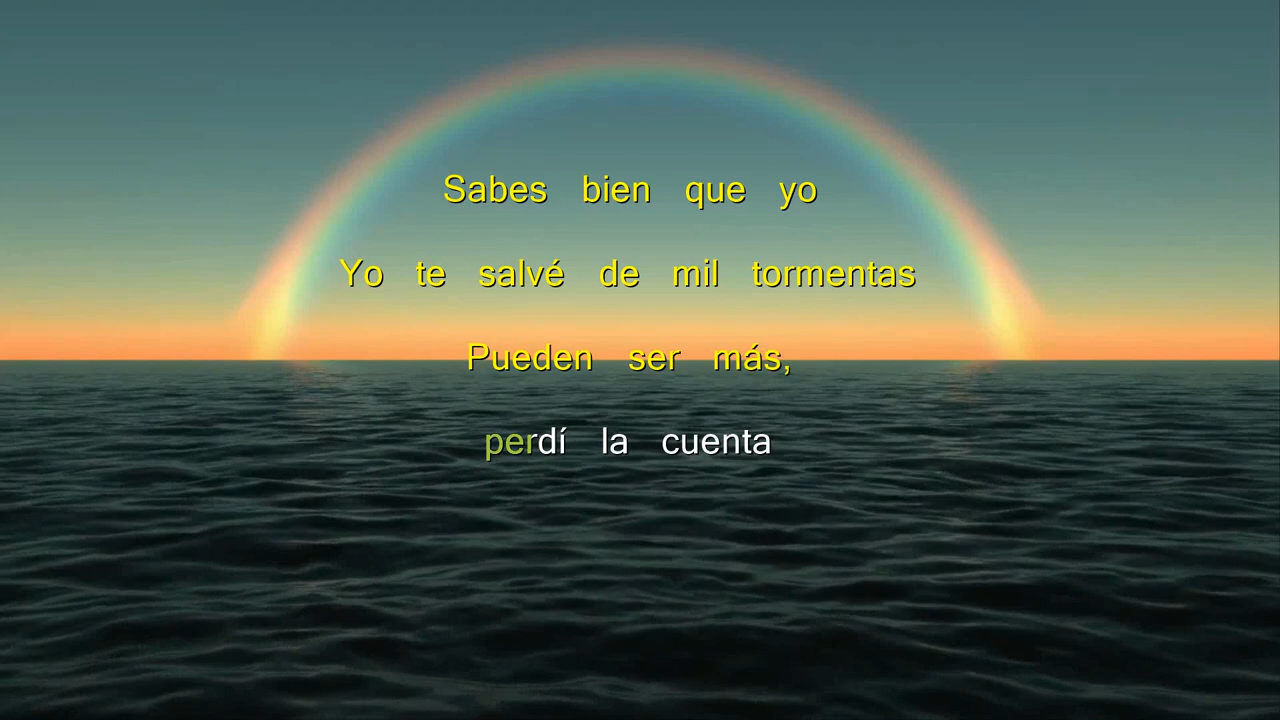 Sabes bien que yo
Yo te salvé de mil tormentas
Pueden ser más,
perdí la cuenta